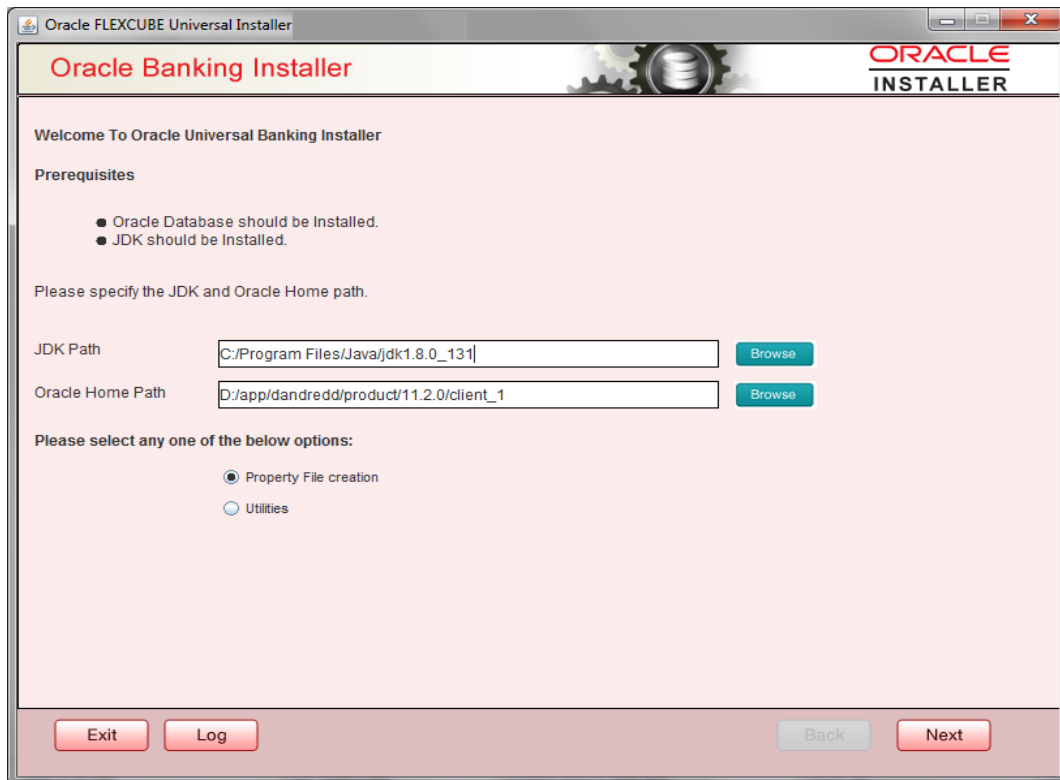 Oracle FLEXCUBE Universal Installer
Oracle Banking Installer
ORACLE
INSTALLER
Welcome To Oracle Universal Banking Installer
Prerequisites
Oracle Database should be Installed.
JDK should be Installed.
Please specify the JDK and Oracle Home path.
JDK Path
C:/Program Files/Java/jdk1.8.0_131
Browse
Oracle Home Path
D:/app/dandredd/product/11.2.0/client_1
Browse
Please select any one of the below options:
Property File creation
Utilities
Exit
Log
Back
Next